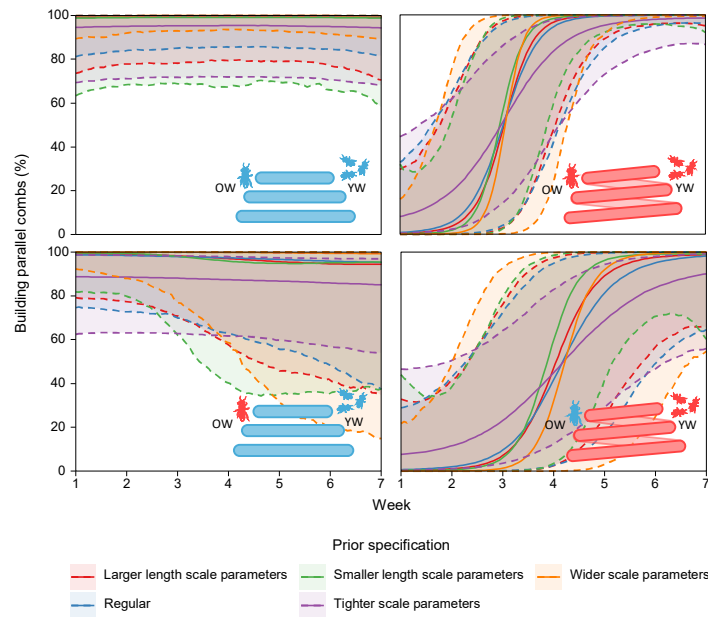 Building parallel combs (%)
100
80
60
40
20
0
OW
YW
OW
YW
100
80
60
40
20
0
OW
YW
OW
YW
1 2 3 4 5 6 7
1 2 3 4 5 6 7
Week
Prior specification
Larger length scale parameters
Smaller length scale parameters
Wider scale parameters
Regular
Tighter scale parameters